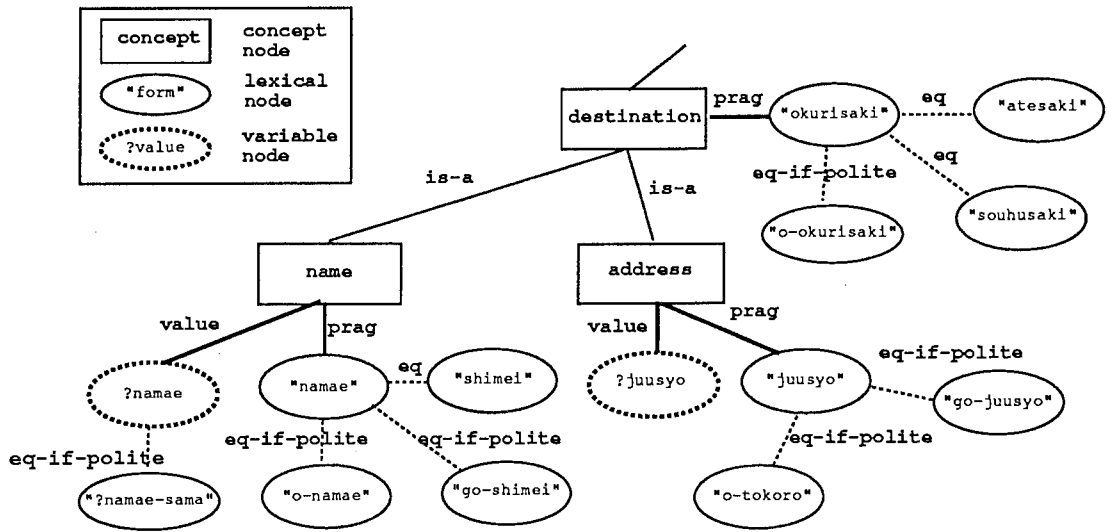 concept
concept
node
"form"
lexical
node
?value
variable
node
destination
prag
"okurisaki"
eq
"atesaki"
eq
eq-if-polite
"souhusaki"
"o-okurisaki"
is-a
is-a
name
address
value
prag
value
prag
?namae
"namae"
eq
"shimei"
?juusyo
"juusyo"
eq-if-polite
"go-juusyo"
eq-if-polite
eq-if-polite
eq-if-polite
eq-if-polite
"?namae-sama"
"o-namae"
"go-shimei"
"o-tokoro"